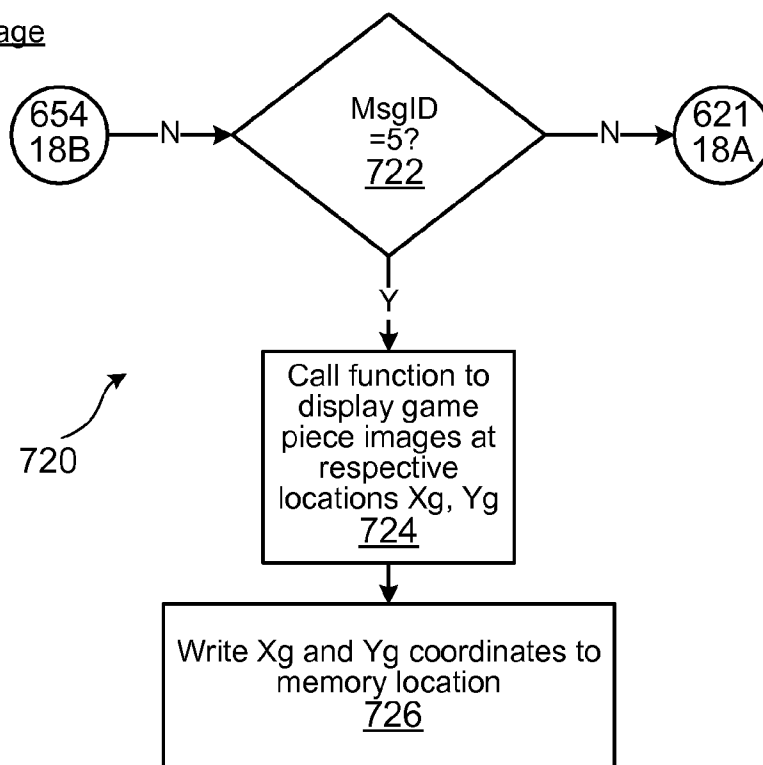 654
18B
N
MsgID
=5?
722
N
621
18A
Y
720
Call function to
display game
piece images at
respective
locations Xg, Yg
724
Write Xg and Yg coordinates to
memory location
726